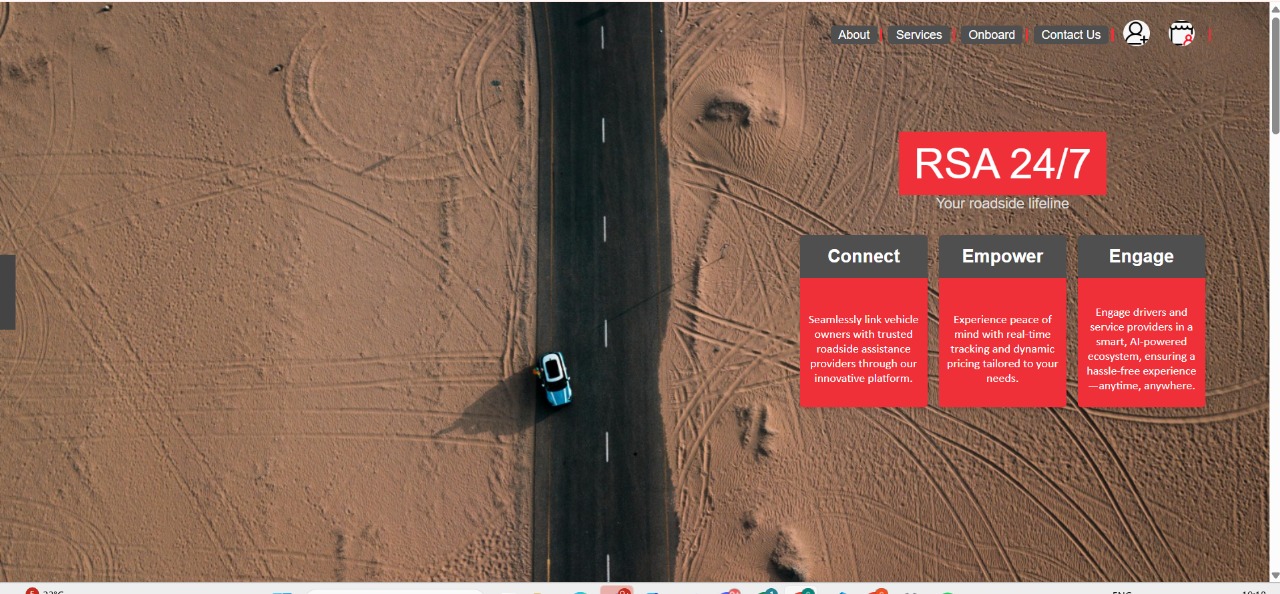 About Services Onboard Contact Us
RSA 24/7
Your roadside lifeline
Connect
Seamlessly link vehicle
owners with trusted
roadside assistance
providers through our
innovative platform.
Empower
Experience peace of
mind with real-time
tracking and dynamic
pricing tailored to your
needs.
Engage
Engage drivers and
service providers in a
smart, AI-powered
ecosystem, ensuring a
hassle-free experience
—anytime, anywhere.